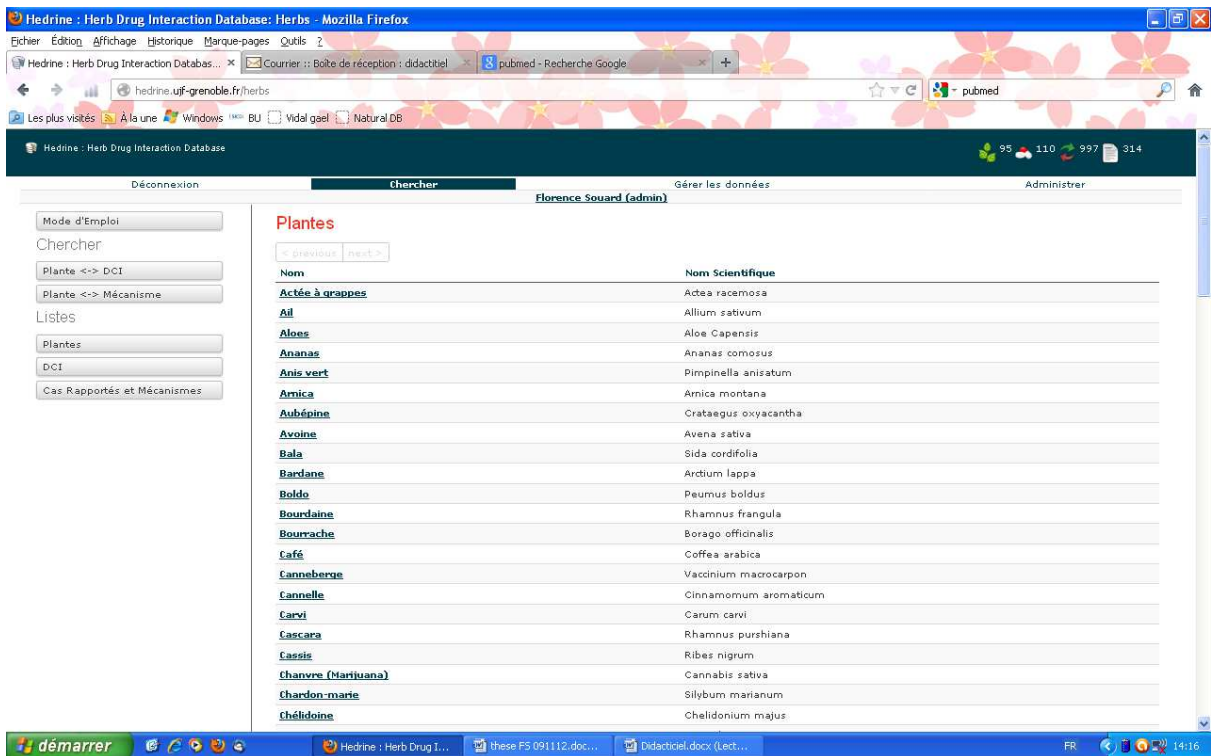 Hedrine : Herb Drug Interaction Database: Herbs - Mozilla Firefox
Fichier Édition Affichage Historique Marque-pages Outils ?
Hedrine : Herb Drug Interaction Databas... Courrier :: Boîte de réception : didactitiel pubmed - Recherche Google
hedrine.ujf-grenoble.fr/herbs pubmed
Les plus visités À la une Windows BU Vidal gael Natural DB
Hedrine : Herb Drug Interaction Database 95 110 997 314
Déconnexion Chercher Gérer les données Administrer
Florence Souard (admin)
Mode d'Emploi
Chercher
Plante <-> DCI
Plante <-> Mécanisme
Listes
Plantes
DCI
Cas Rapportés et Mécanismes
Plantes
< previous next >
Nom Nom Scientifique
Actée à grappes Actea racemosa
Ail Allium sativum
Aloes Aloe Capensis
Ananas Ananas comosus
Anis vert Pimpinella anisatum
Arnica Arnica montana
Aubépine Crataegus oxyacantha
Avoine Avena sativa
Bala Sida cordifolia
Bardane Arctium lappa
Boldo Peumus boldus
Bourdaine Rhamnus frangula
Bourrache Borago officinalis
Café Coffea arabica
Canneberge Vaccinium macrocarpon
Cannelle Cinnamomum aromaticum
Carvi Carum carvi
Cascara Rhamnus purshiana
Cassis Ribes nigrum
Chanvre (Marijuana) Cannabis sativa
Chardon-marie Silybum marianum
Chélidoine Chelidonium majus
démarrer Hedrine : Herb Drug I... these FS 091112.doc... Didacticiel.docx (Lect... FR 14:16